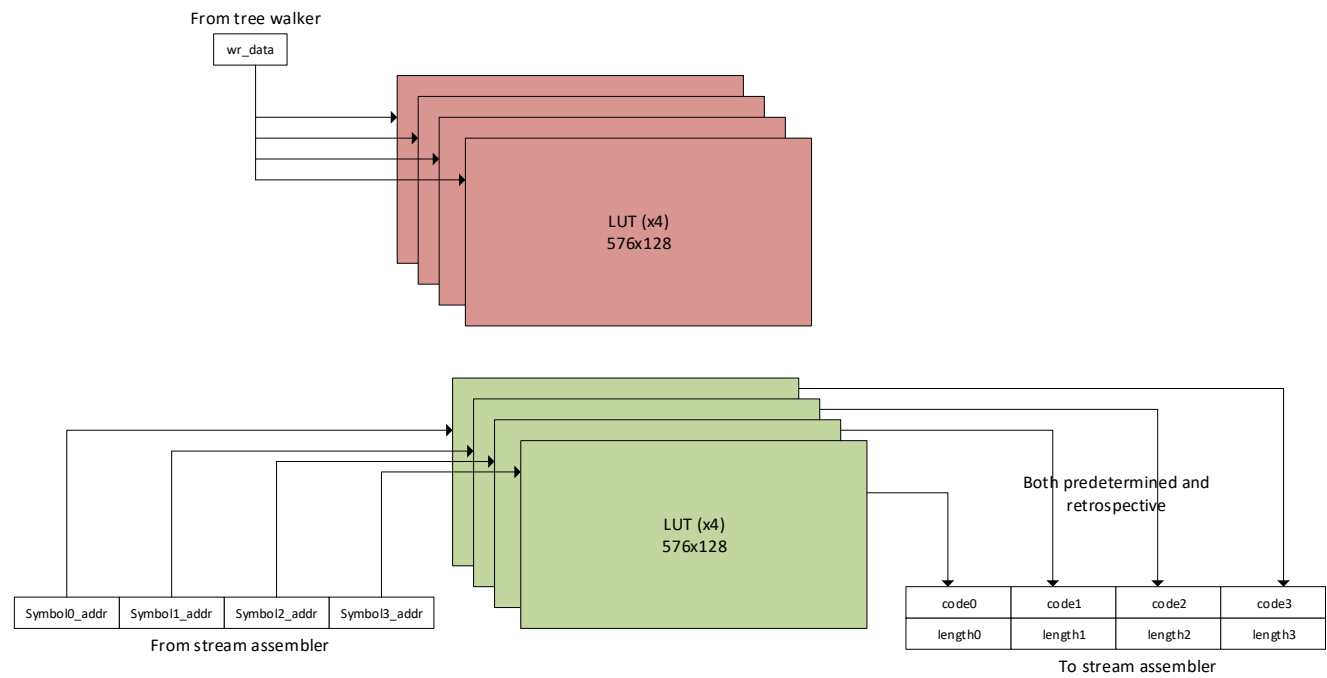 From tree walker
wr_data
LUT (x4)
576x128
LUT (x4)
576x128
Both predetermined and
retrospective
Symbol0_addr Symbol1_addr Symbol2_addr Symbol3_addr
From stream assembler
code0 code1 code2 code3
length0 length1 length2 length3
To stream assembler